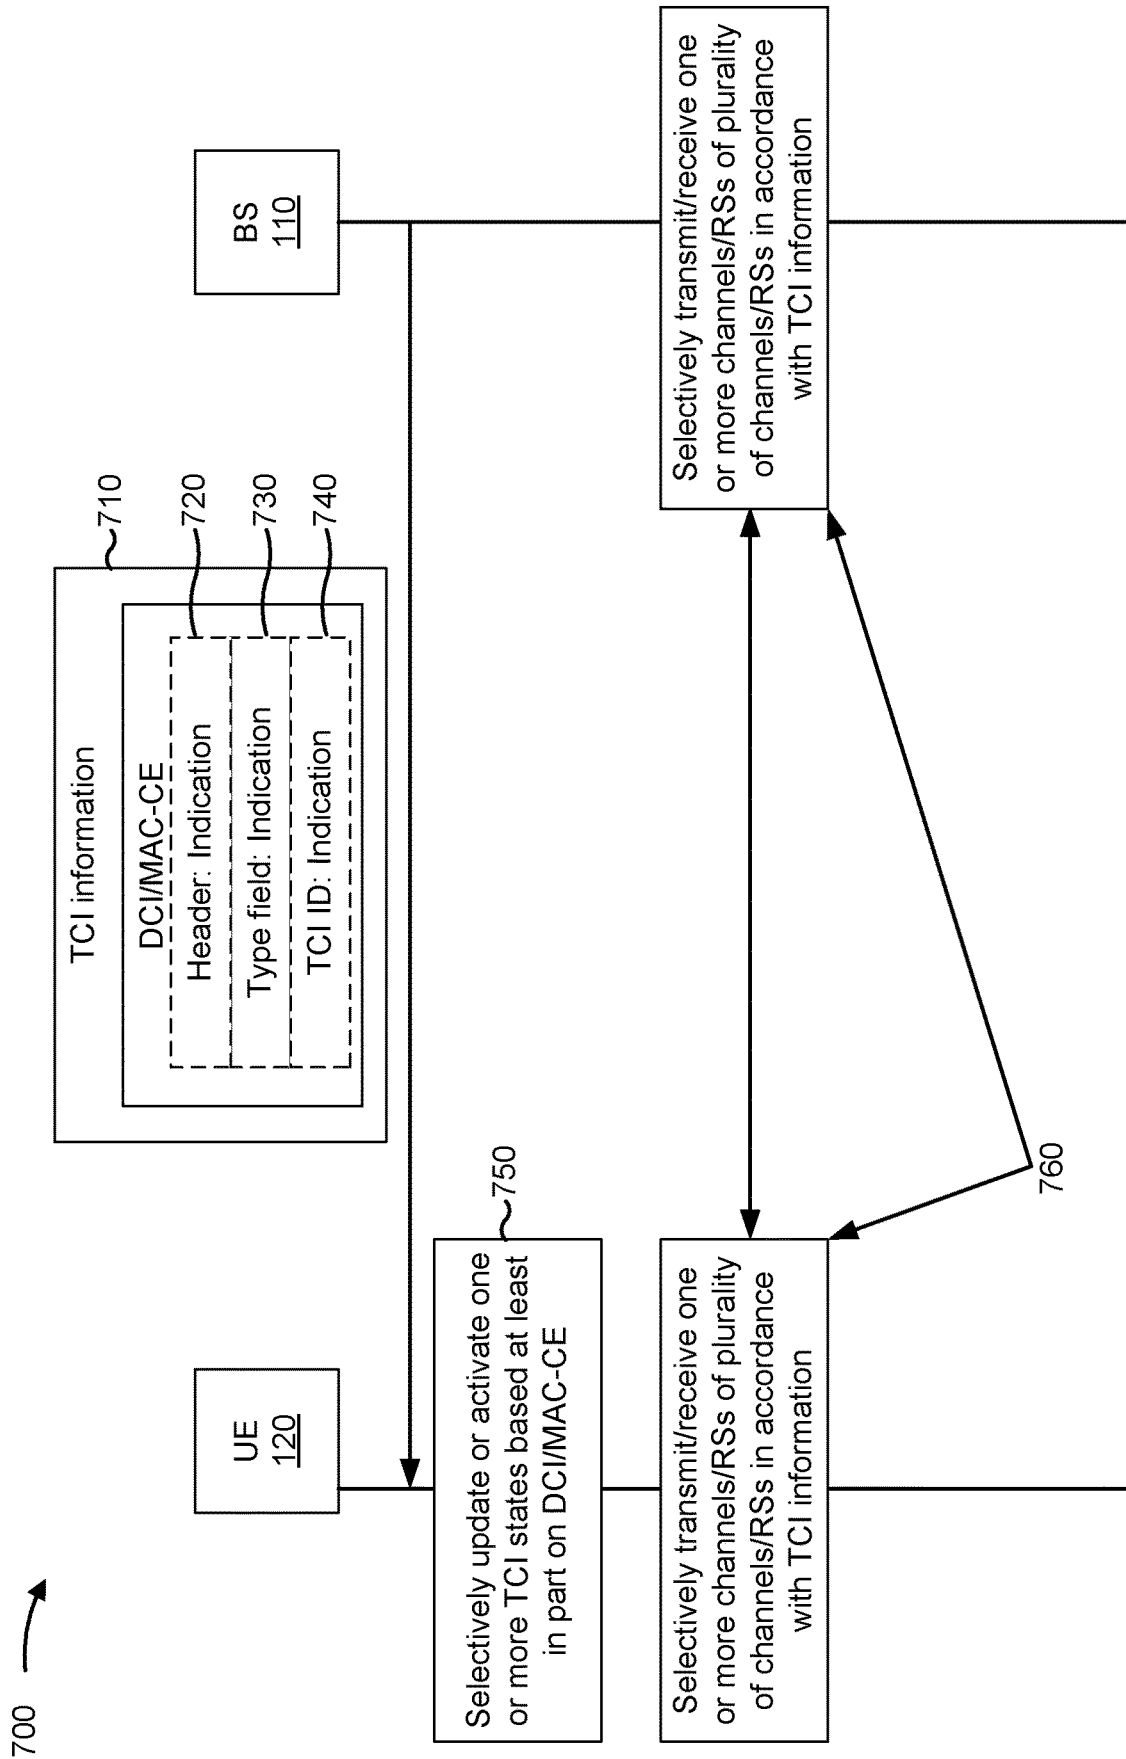 700
TCI information
710
DCI/MAC-CE
Header: Indication
720
Type field: Indication
730
TCI ID: Indication
740
UE
120
BS
110
Selectively update or activate one
or more TCI states based at least
in part on DCI/MAC-CE
750
Selectively transmit/receive one
or more channels/RSs of plurality
of channels/RSs in accordance
with TCI information
Selectively transmit/receive one
or more channels/RSs of plurality
of channels/RSs in accordance
with TCI information
760